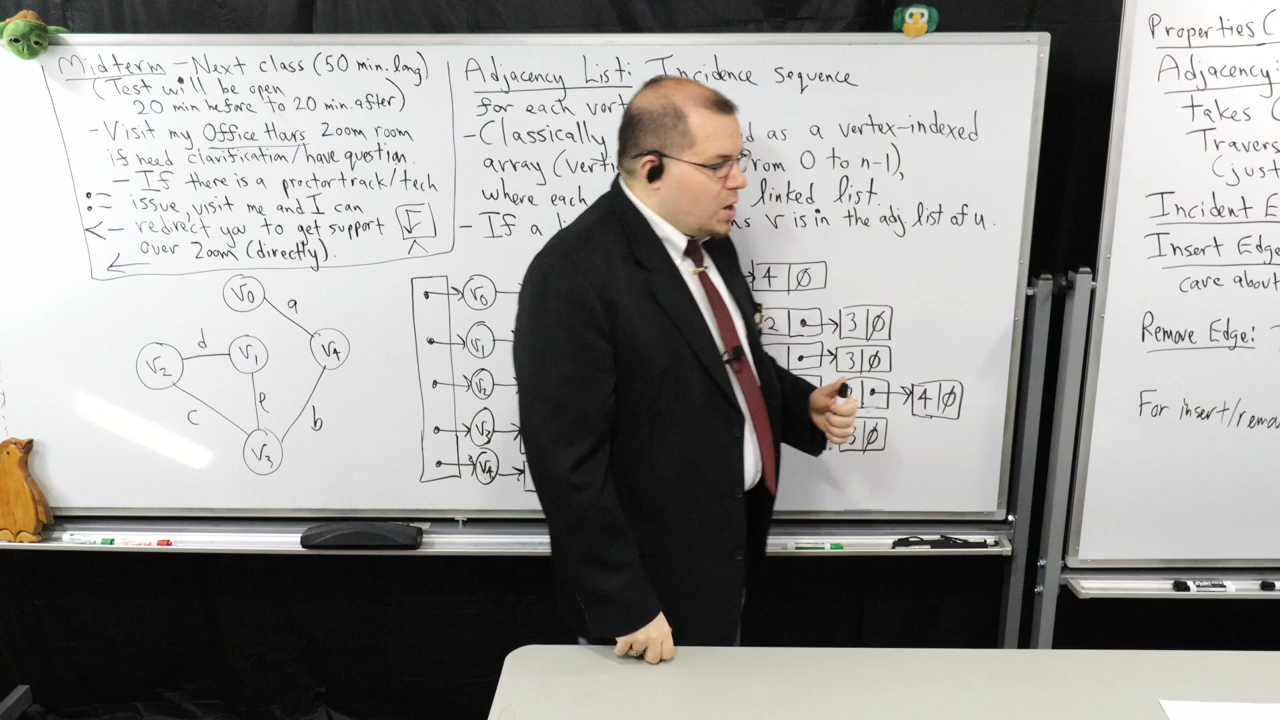 Midterm - Next class (50 min. long)
(Test will be open
20 min before to 20 min. after)
- Visit my Office Hours Zoom room
if need clarification/have question.
- If there is a proctortrack/tech
issue, visit me and I can
redirect you to get support
over Zoom (directly).
Adjacency List: Incidence sequence
for each vert
- Classically d as a vertex-indexed
array (verti from 0 to n-1),
where each linked list.
- If a li ns v is in the adj. list of u.
v0 a
v2 d v1 v4
c e b
v3
v0 4 Ø
v1 2 3 Ø
v2 3 Ø
v3 4 Ø
v4 3 Ø
Properties (
Adjacency:
takes (
Travers
(just
Incident E
Insert Edge
care about
Remove Edge:
For insert/remov